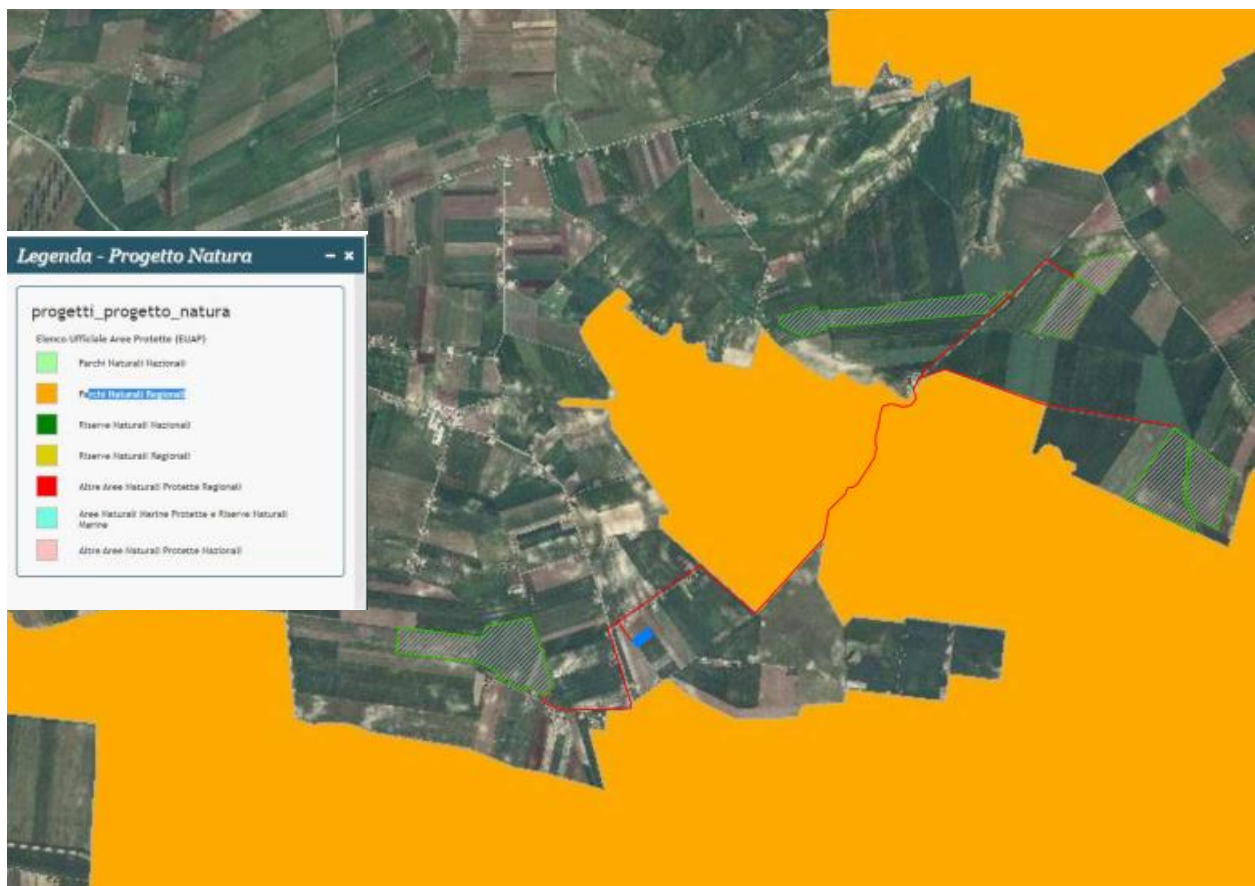 Legenda - Progetto Natura
progetti_progetto_natura
Elenco Ufficiale Aree Protette (EUAP)
Parchi Naturali Nazionali
Parchi Naturali Regionali
Riserve Naturali Nazionali
Riserve Naturali Regionali
Altre Aree Naturali Protette Regionali
Aree Naturali Marine Protette e Riserve Naturali
Marine
Altre Aree Naturali Protette Nazionali